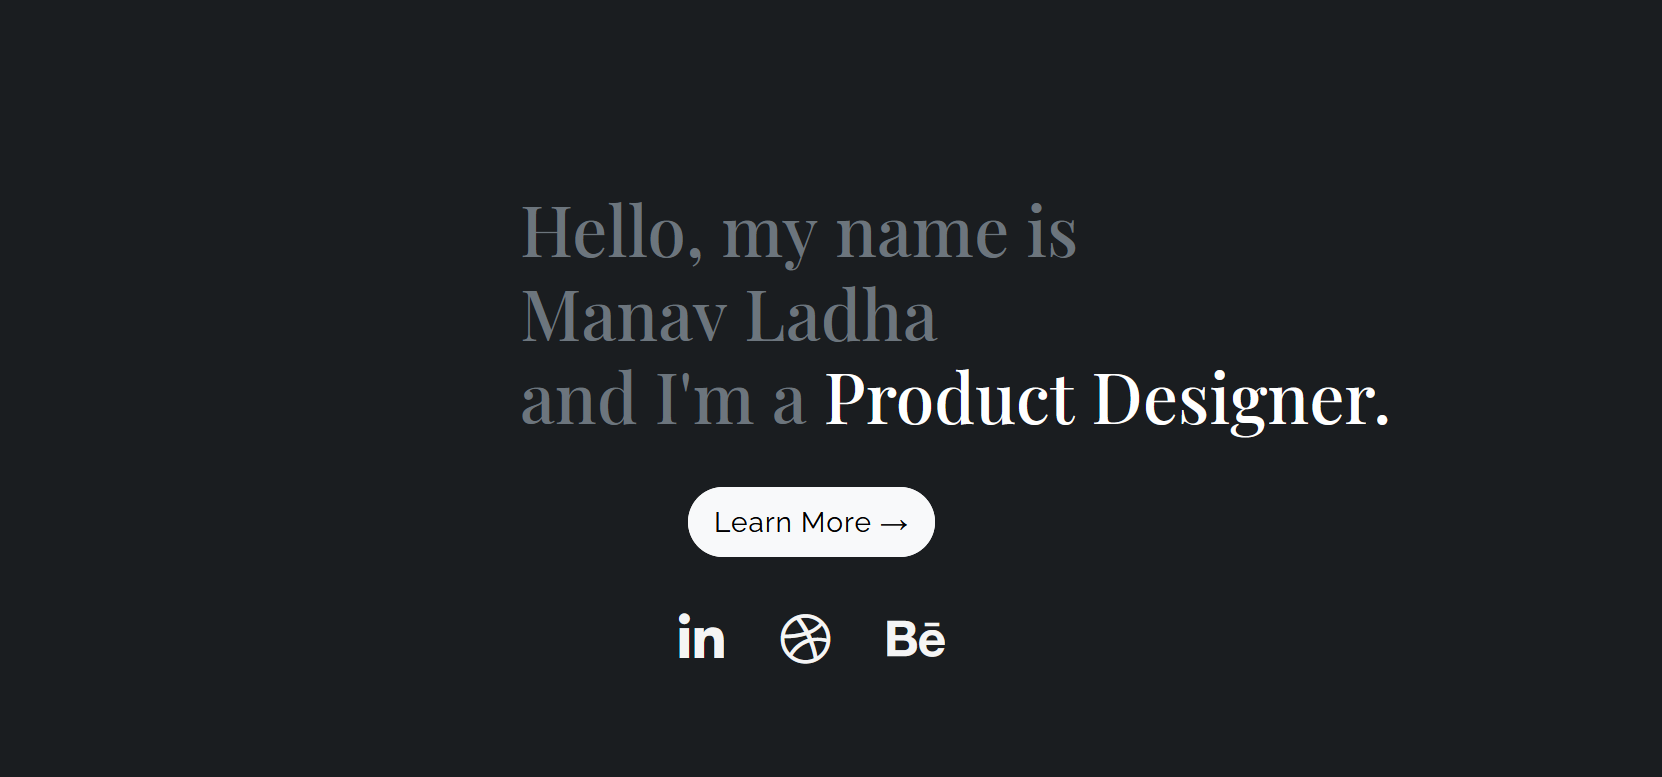 Hello, my name is
Manav Ladha
and I'm a Product Designer.
Learn More →
in
Bē